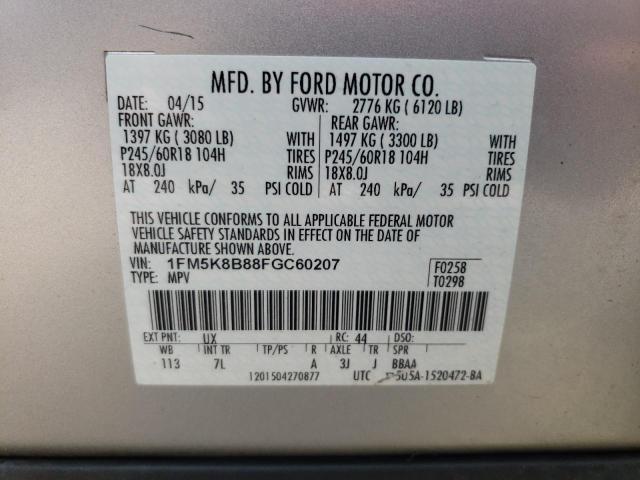 MFD. BY FORD MOTOR CO.
DATE: 04/15 GVWR: 2776 KG ( 6120 LB)
FRONT GAWR: REAR GAWR:
1397 KG ( 3080 LB) WITH 1497 KG ( 3300 LB) WITH
P245/60R18 104H TIRES P245/60R18 104H TIRES
18X8.0J RIMS 18X8.0J RIMS
AT 240 kPa/ 35 PSI COLD AT 240 kPa/ 35 PSI COLD
THIS VEHICLE CONFORMS TO ALL APPLICABLE FEDERAL MOTOR
VEHICLE SAFETY STANDARDS IN EFFECT ON THE DATE OF
MANUFACTURE SHOWN ABOVE.
VIN: 1FM5K8B88FGC60207 F0258
TYPE: MPV T0298
EXT PNT: UX RC: 44 DSO:
WB INT TR TP/PS R AXLE TR SPR
113 7L A 3J J BBAA
1201504270877 UTC